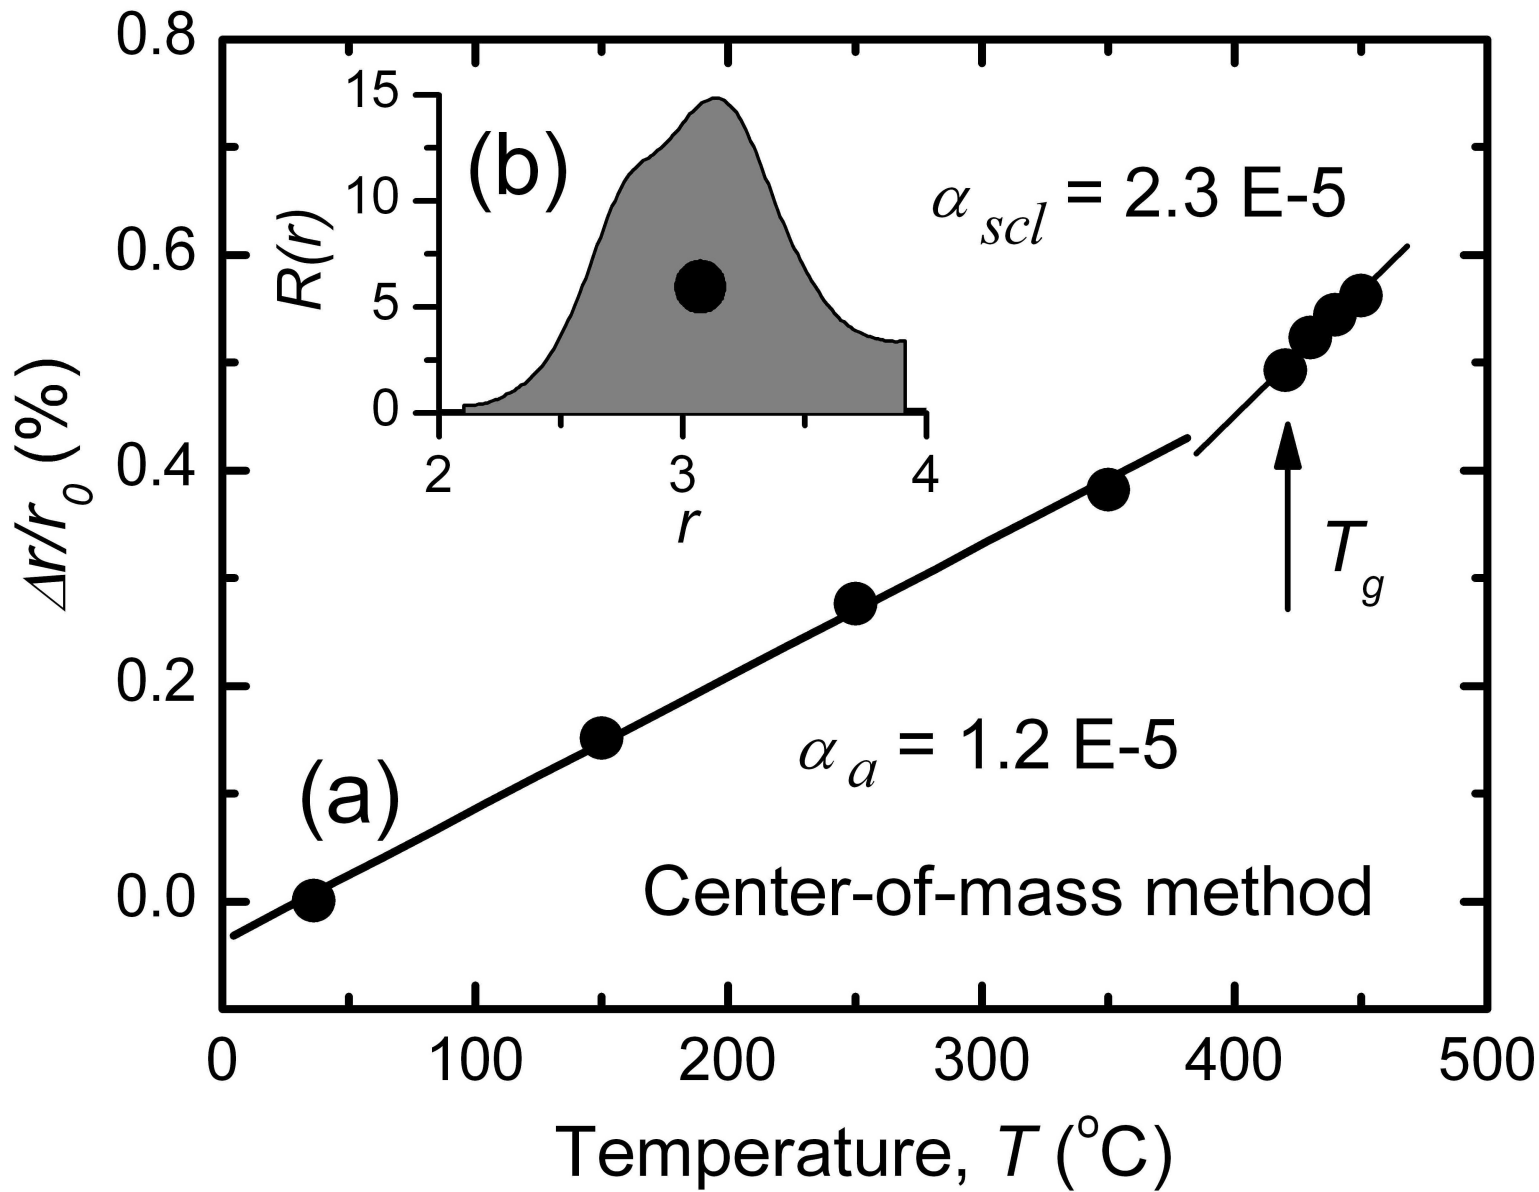 0.8
0.6
0.4
0.2
0.0
Δr/r0 (%)
15
10
5
0
R(r)
(b)
2 3 4
r
αscl = 2.3 E-5
Tg
αa = 1.2 E-5
(a)
Center-of-mass method
0 100 200 300 400 500
Temperature, T (oC)